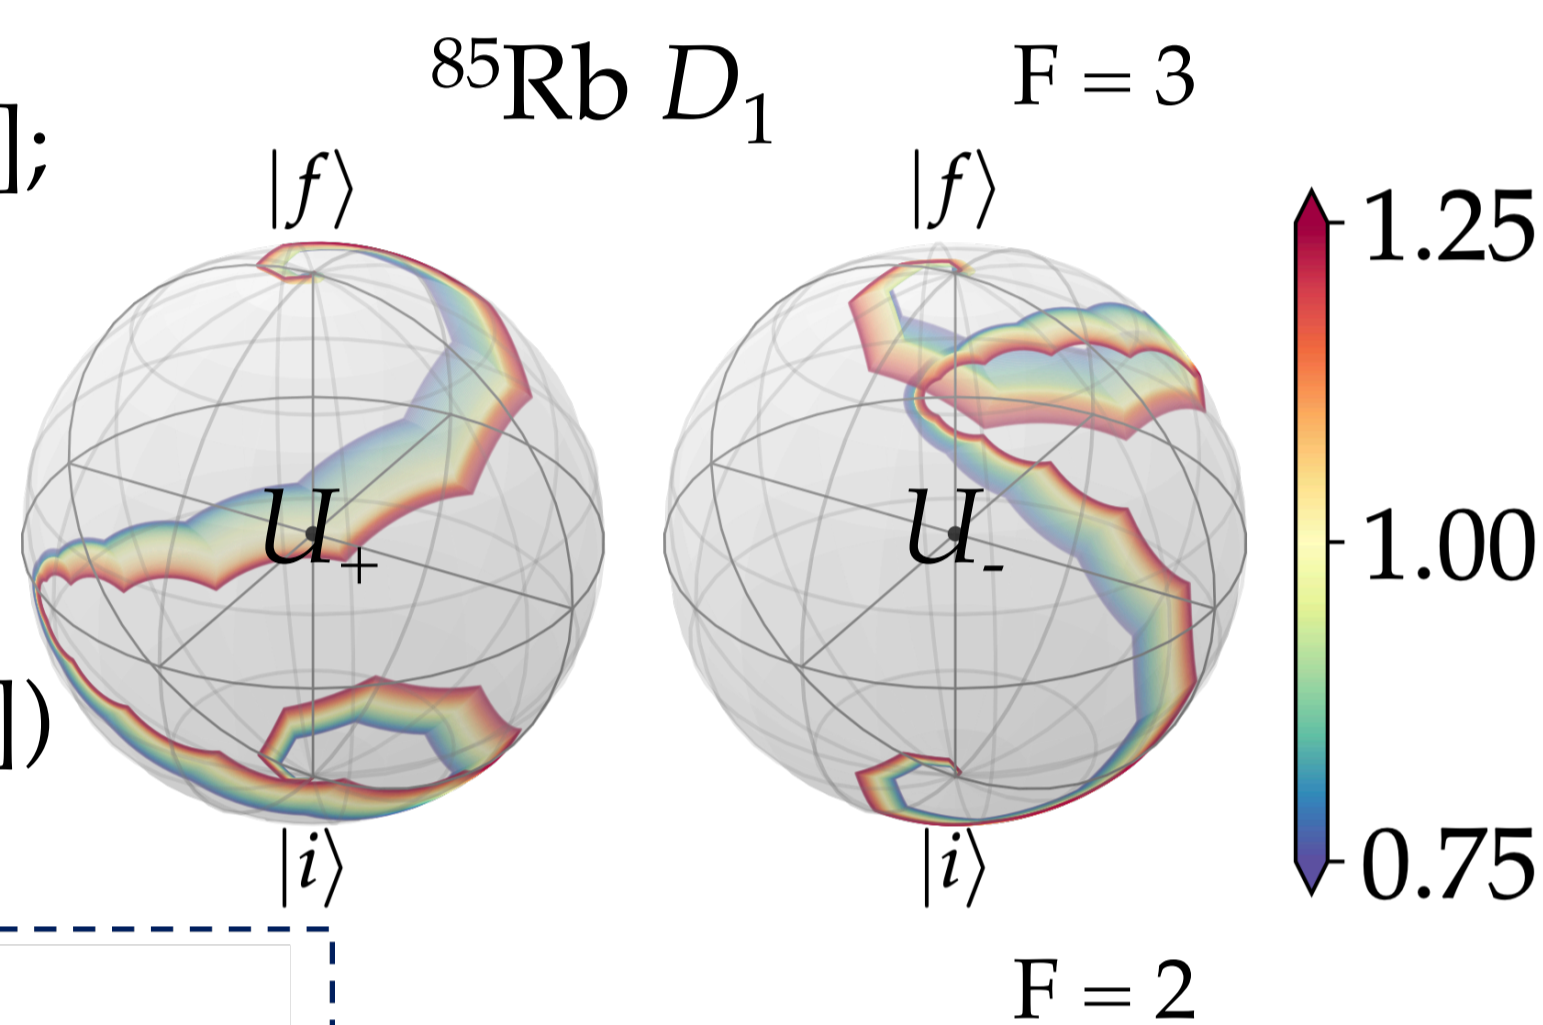 ⁸⁵Rb D₁ F = 3
];
|f⟩ |f⟩
1.25
U₊ U₋ 1.00
])
|i⟩ |i⟩ 0.75
F = 2